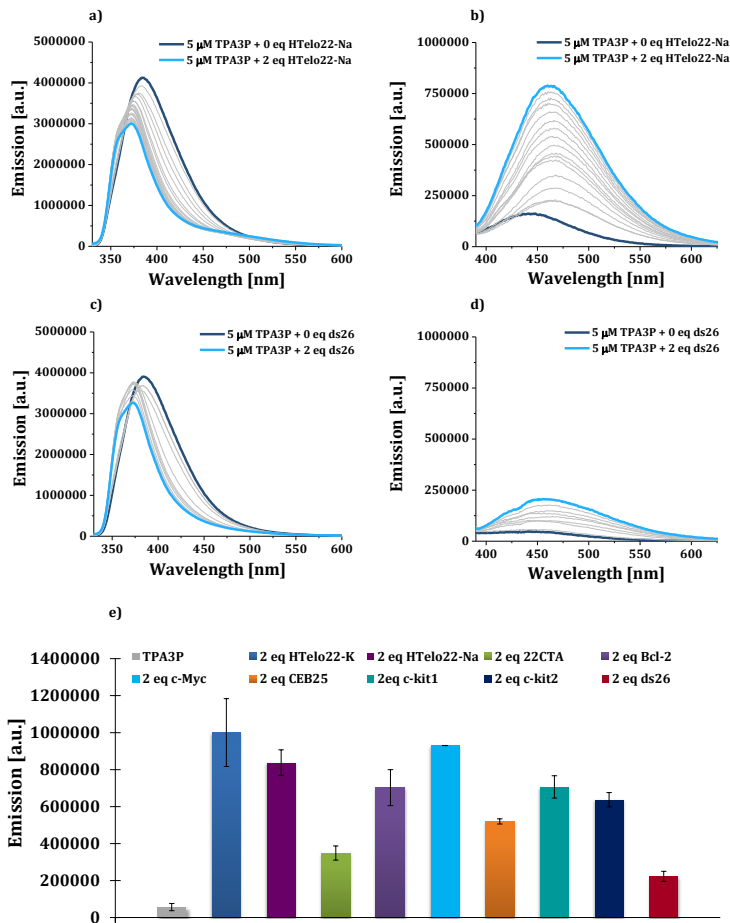 a)
5 μM TPA3P + 0 eq HTelo22-Na
5 μM TPA3P + 2 eq HTelo22-Na
Emission [a.u.]
5000000
4000000
3000000
2000000
1000000
0
350 400 450 500 550 600
Wavelength [nm]
b)
5 μM TPA3P + 0 eq HTelo22-Na
5 μM TPA3P + 2 eq HTelo22-Na
Emission [a.u.]
1000000
750000
500000
250000
0
400 450 500 550 600
Wavelength [nm]
c)
5 μM TPA3P + 0 eq ds26
5 μM TPA3P + 2 eq ds26
Emission [a.u.]
5000000
4000000
3000000
2000000
1000000
0
350 400 450 500 550 600
Wavelength [nm]
d)
5 μM TPA3P + 0 eq ds26
5 μM TPA3P + 2 eq ds26
Emission [a.u.]
1000000
750000
500000
250000
0
400 450 500 550 600
Wavelength [nm]
e)
TPA3P 2 eq HTelo22-K 2 eq HTelo22-Na 2 eq 22CTA 2 eq Bcl-2
2 eq c-Myc 2 eq CEB25 2eq c-kit1 2 eq c-kit2 2 eq ds26
Emission [a.u.]
1400000
1200000
1000000
800000
600000
400000
200000
0